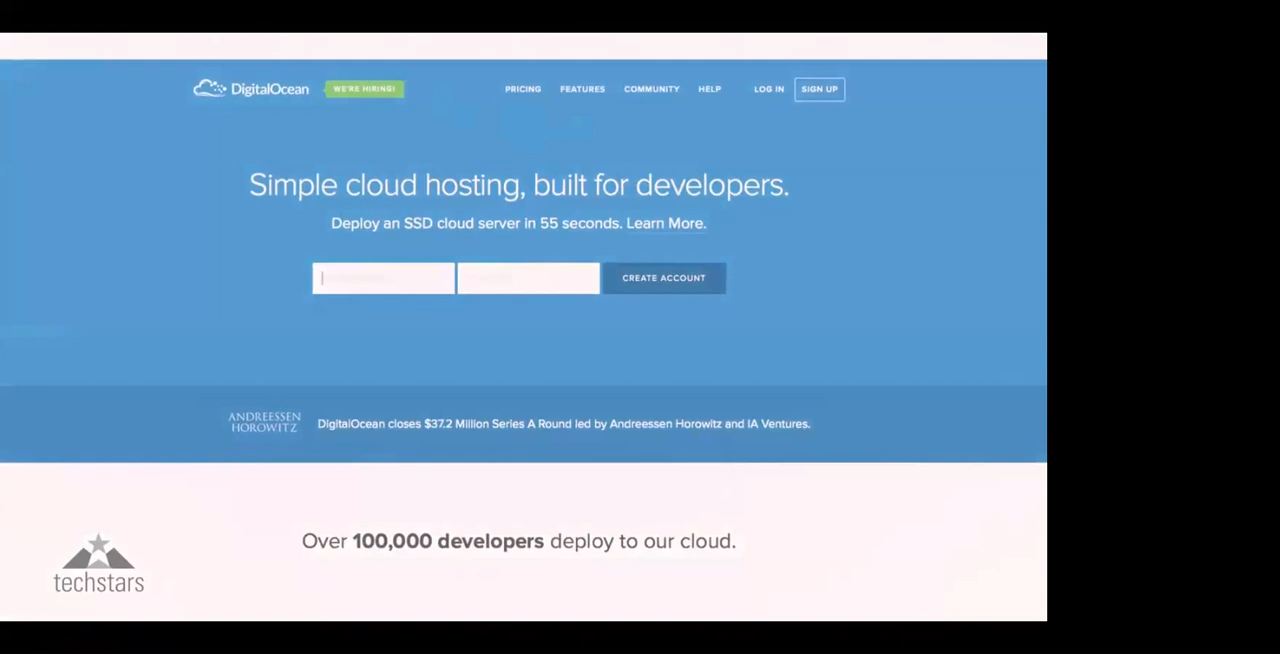 DigitalOcean WE'RE HIRING! PRICING FEATURES COMMUNITY HELP LOG IN SIGN UP
Simple cloud hosting, built for developers.
Deploy an SSD cloud server in 55 seconds. Learn More.
CREATE ACCOUNT
ANDREESSEN
HOROWITZ
DigitalOcean closes $37.2 Million Series A Round led by Andreessen Horowitz and IA Ventures.
Over 100,000 developers deploy to our cloud.
techstars